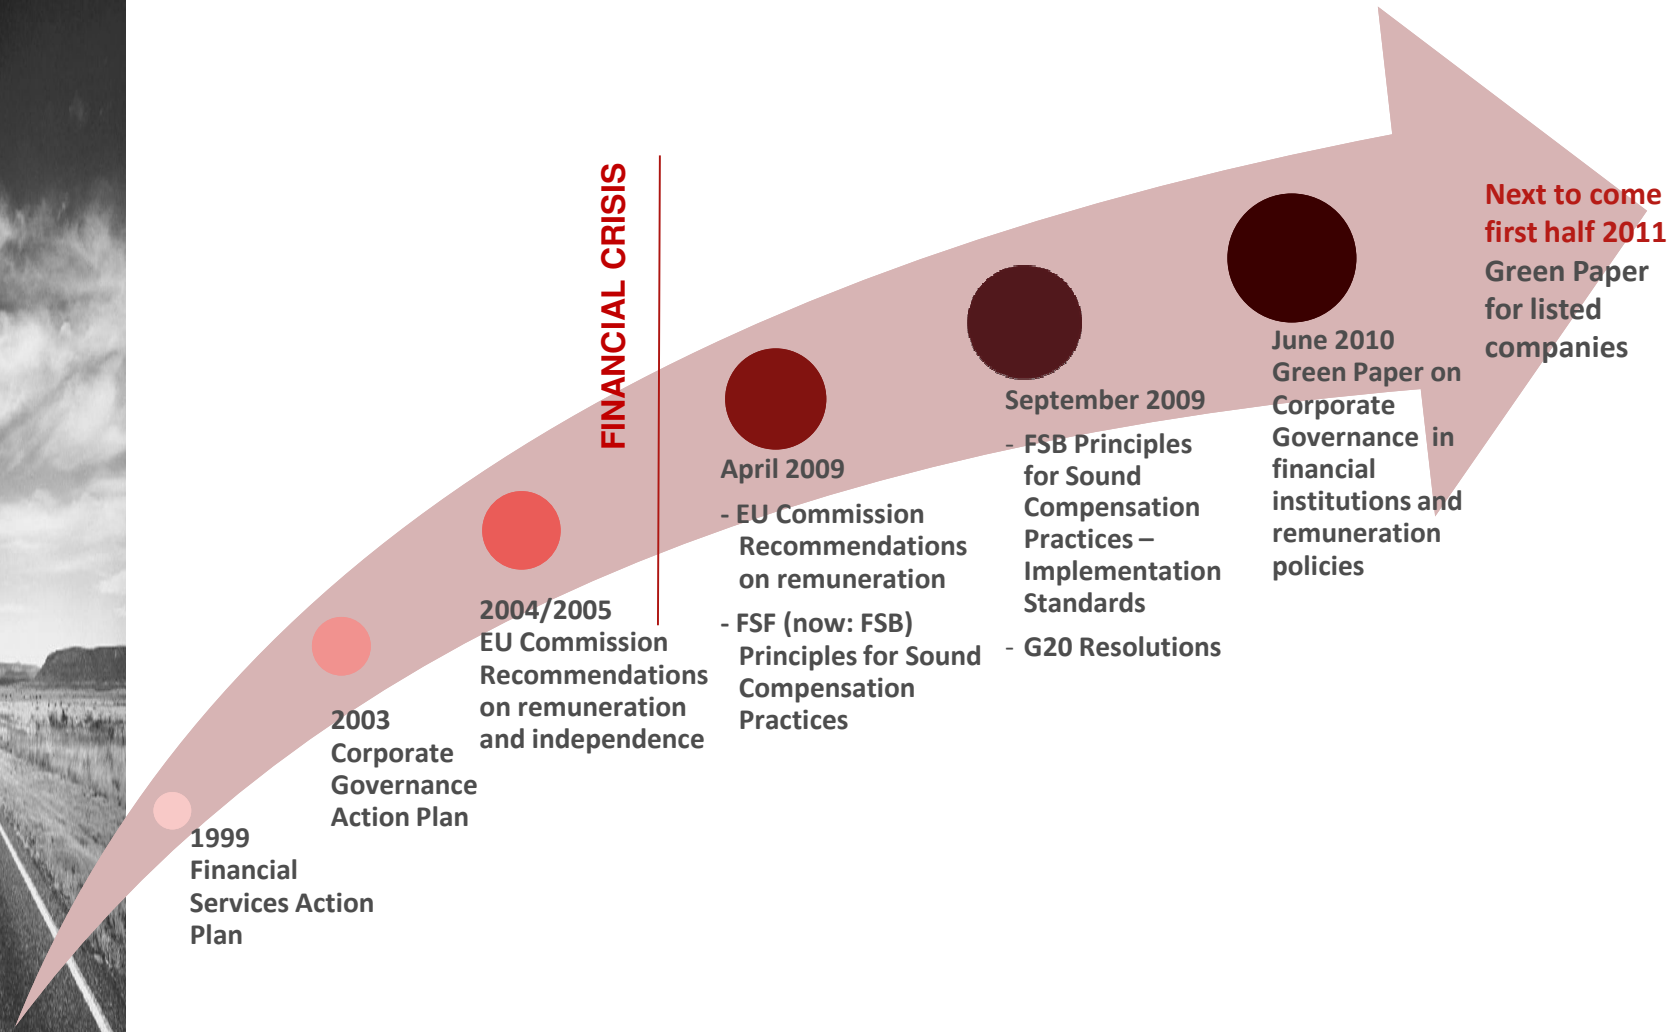 1999
Financial
Services Action
Plan
2003
Corporate
Governance
Action Plan
2004/2005
EU Commission
Recommendations
on remuneration
and independence
FINANCIAL CRISIS
April 2009
- EU Commission
Recommendations
on remuneration
- FSF (now: FSB)
Principles for Sound
Compensation
Practices
September 2009
- FSB Principles
for Sound
Compensation
Practices –
Implementation
Standards
- G20 Resolutions
June 2010
Green Paper on
Corporate
Governance in
financial
institutions and
remuneration
policies
Next to come
first half 2011
Green Paper
for listed
companies